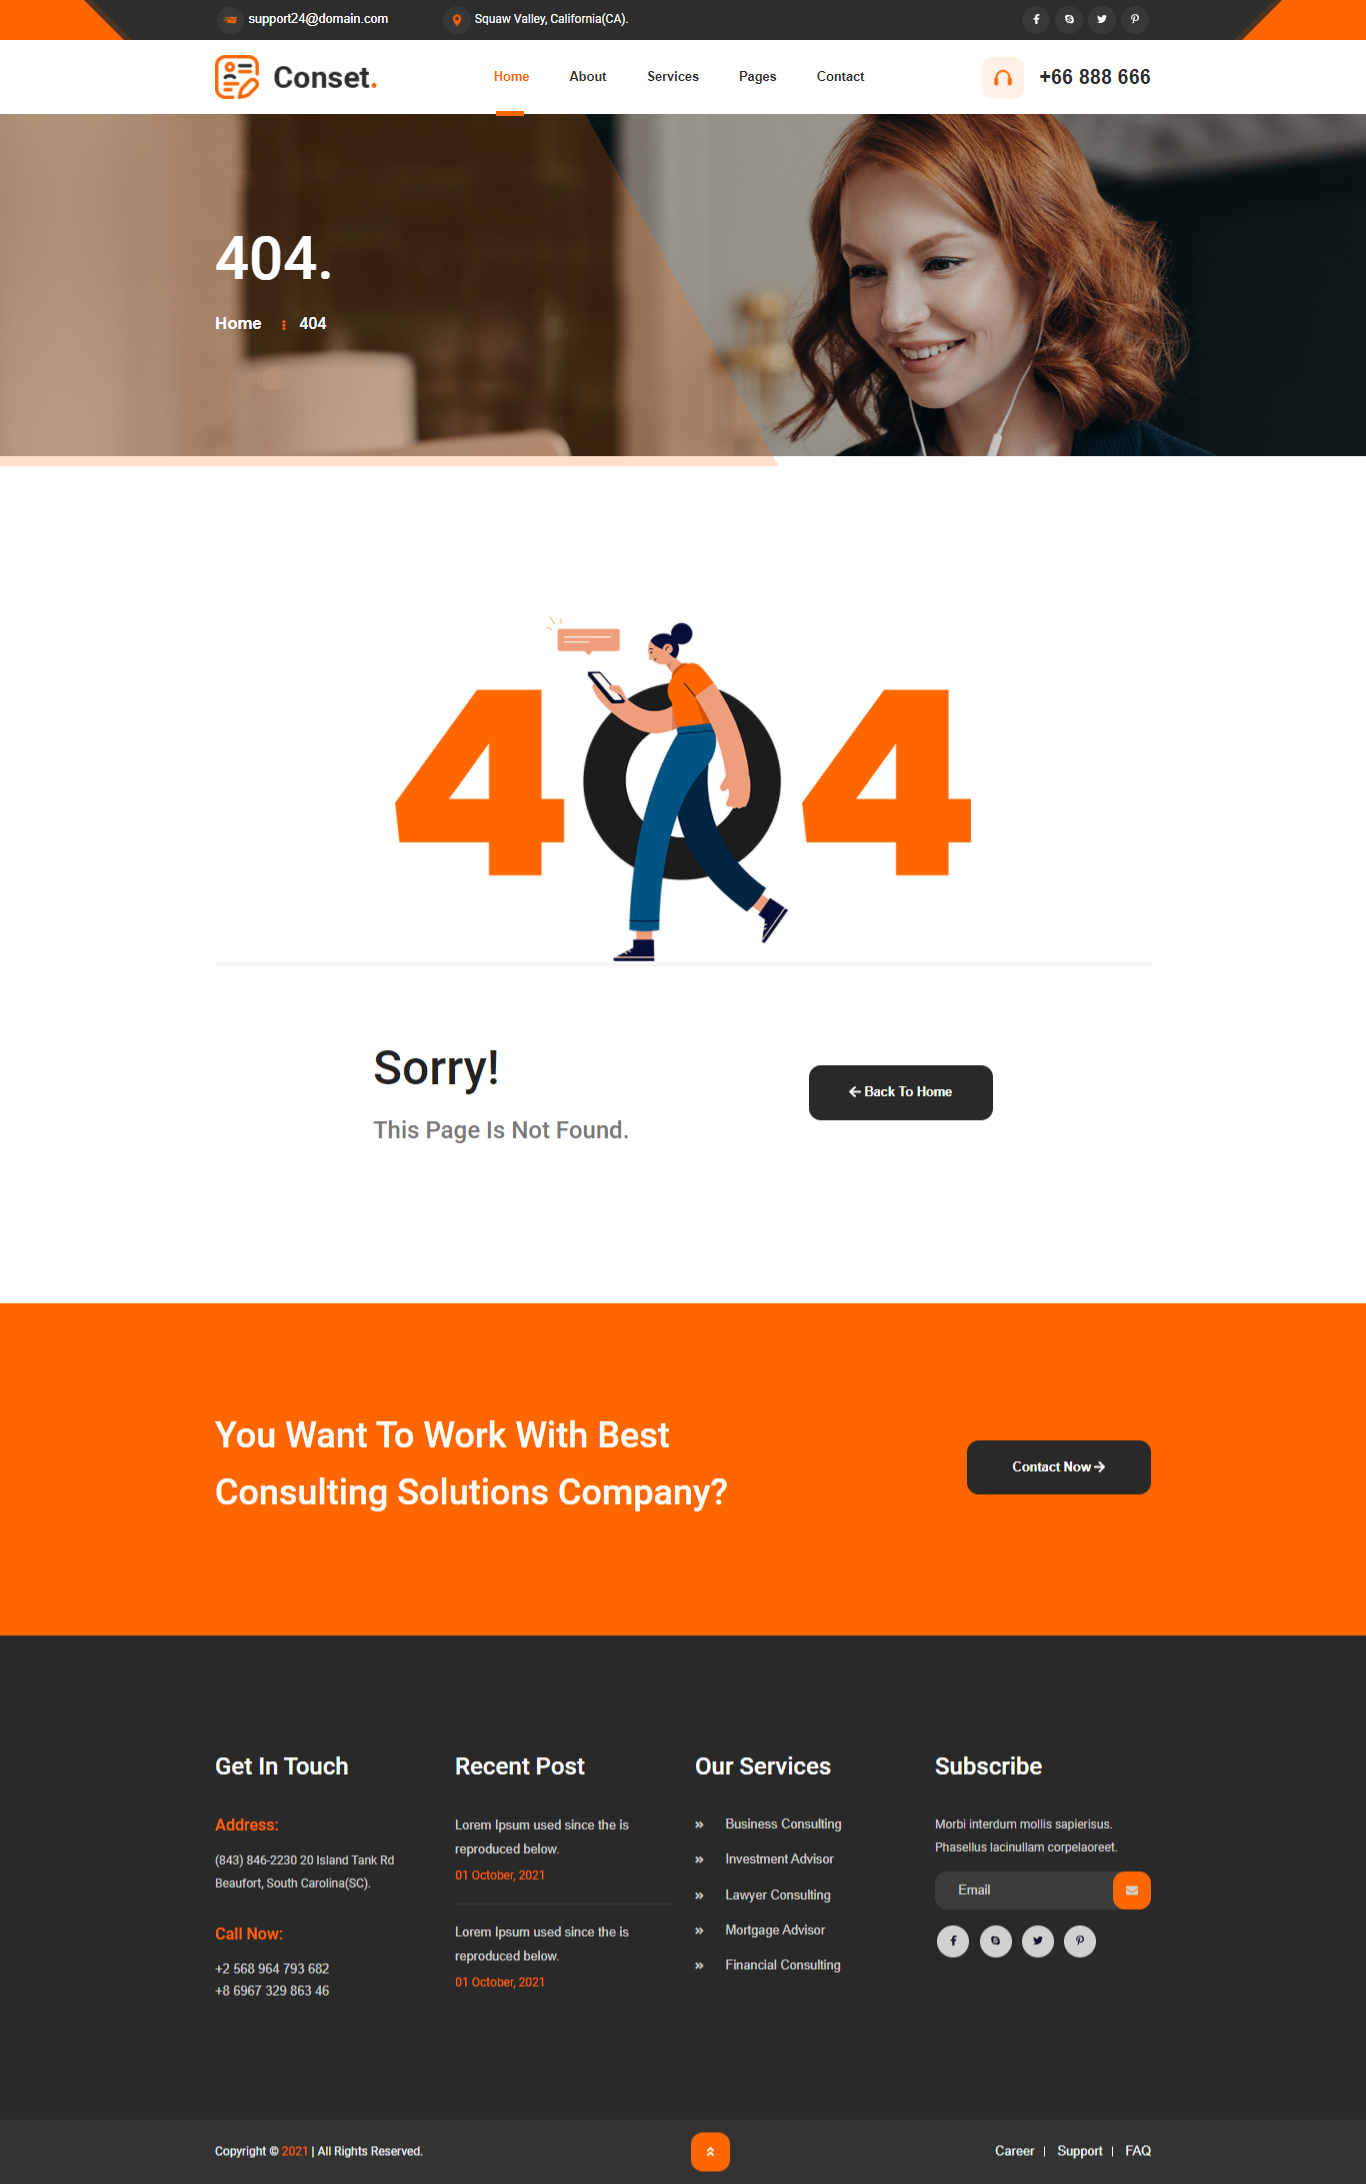 support24@domain.com
Squaw Valley, California(CA).
Conset.
Home
About
Services
Pages
Contact
+66 888 666
404.
Home
404
404
Sorry!
This Page Is Not Found.
Back To Home
You Want To Work With Best
Consulting Solutions Company?
Contact Now
Get In Touch
Address:
(843) 846-2230 20 Island Tank Rd
Beaufort, South Carolina(SC).
Call Now:
+2 568 964 793 682
+8 6967 329 863 46
Recent Post
Lorem Ipsum used since the is
reproduced below.
01 October, 2021
Lorem Ipsum used since the is
reproduced below.
01 October, 2021
Our Services
Business Consulting
Investment Advisor
Lawyer Consulting
Mortgage Advisor
Financial Consulting
Subscribe
Morbi interdum mollis sapierisus.
Phasellus lacinullam corpelaoreet.
Email
Copyright © 2021 | All Rights Reserved.
Career | Support | FAQ